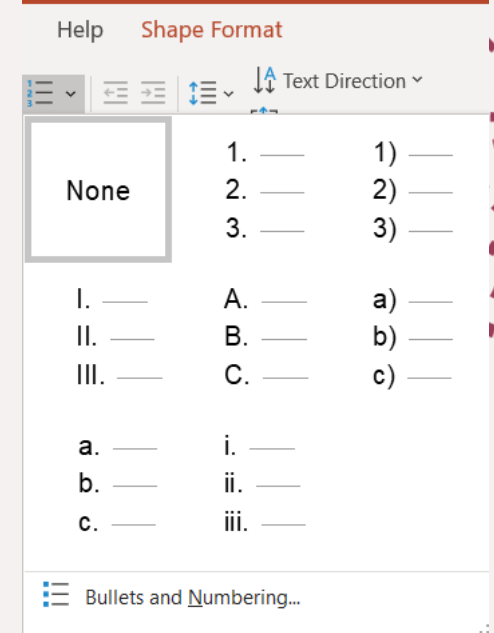 Help Shape Format
Text Direction
None
1.
2.
3.
1)
2)
3)
I.
II.
III.
A.
B.
C.
a)
b)
c)
a.
b.
c.
i.
ii.
iii.
Bullets and Numbering...